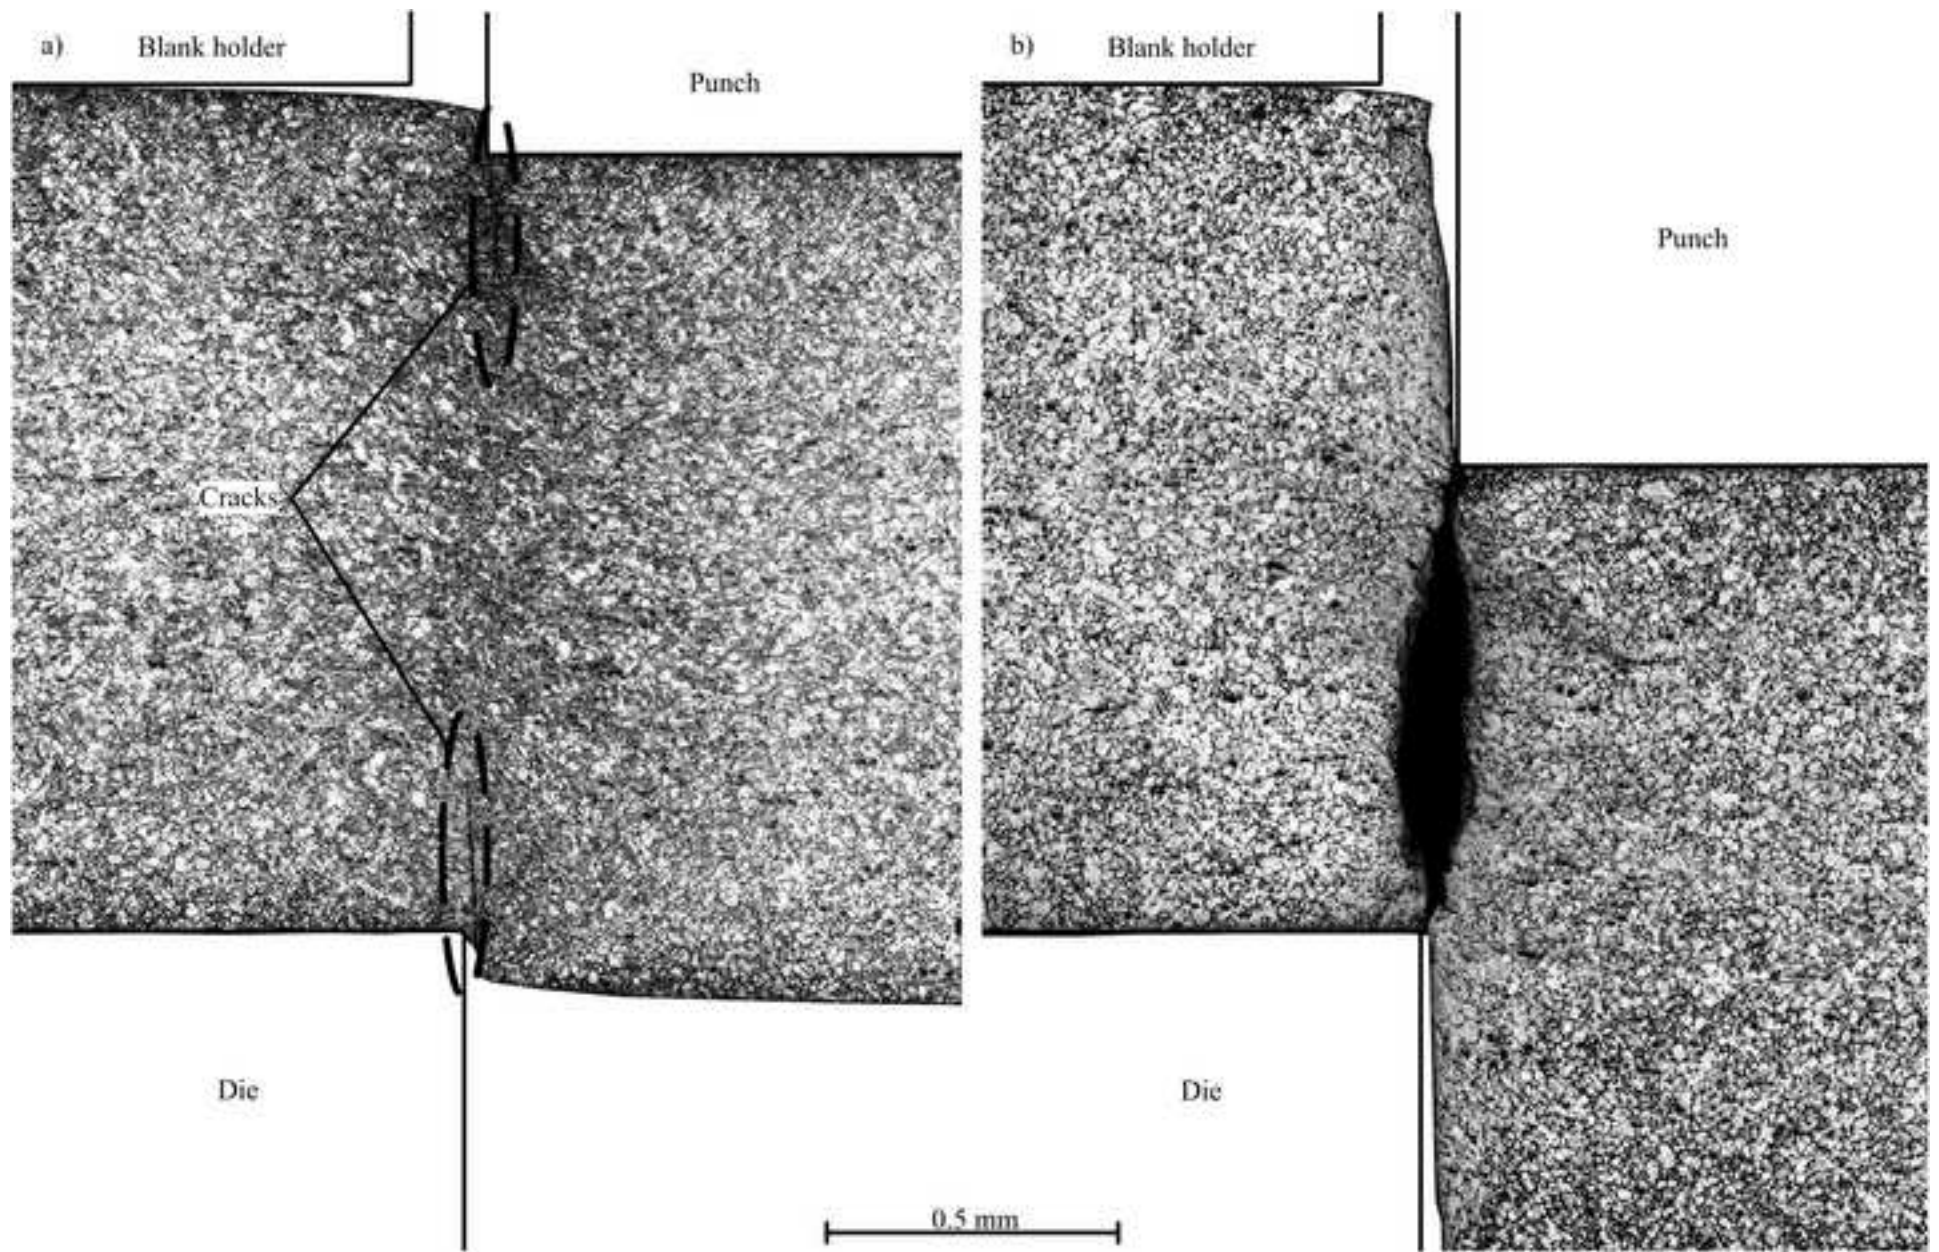 a)
Blank holder
Punch
Cracks
Die
b)
Blank holder
Punch
Die
0.5 mm